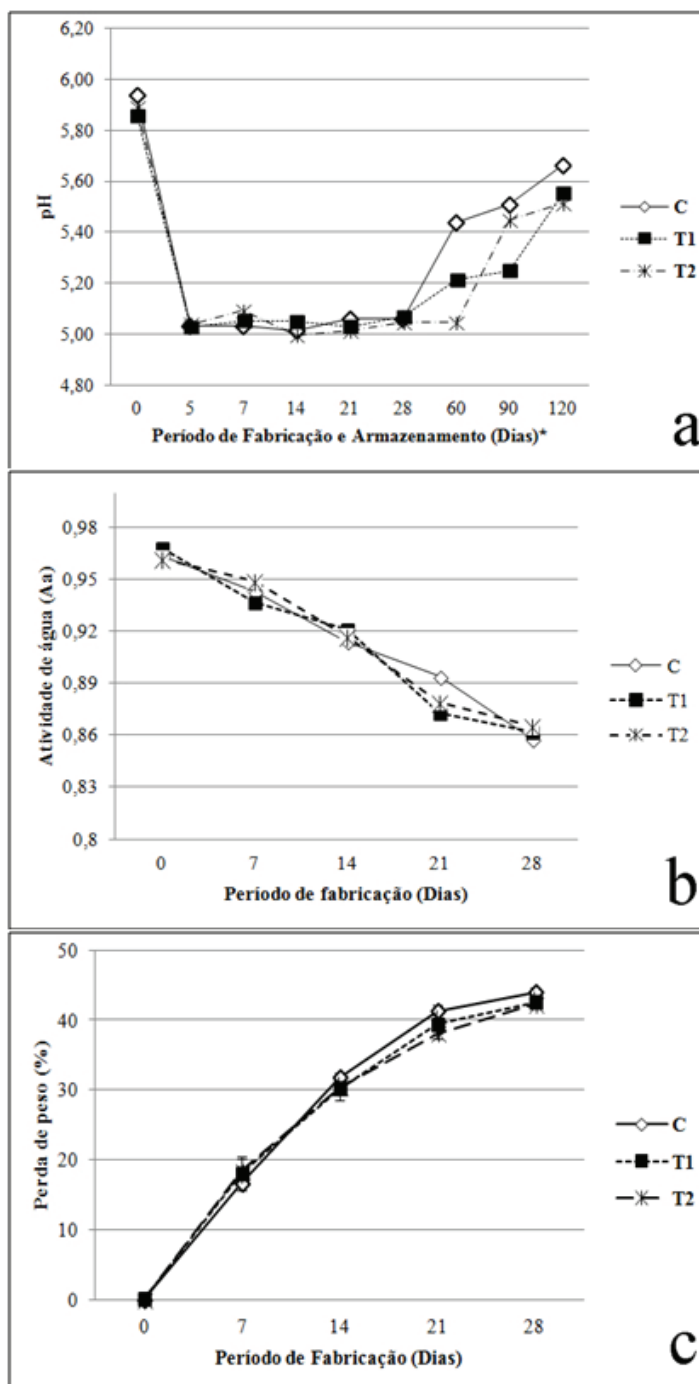 6,20
6,00
5,80
5,60
5,40
5,20
5,00
4,80
pH
0 5 7 14 21 28 60 90 120
Período de Fabricação e Armazenamento (Dias)*
C
T1
T2
a
0,98
0,95
0,92
0,89
0,86
0,83
0,8
Atividade de água (Aa)
0 7 14 21 28
Período de fabricação (Dias)
C
T1
T2
b
50
40
30
20
10
0
Perda de peso (%)
0 7 14 21 28
Período de Fabricação (Dias)
C
T1
T2
c